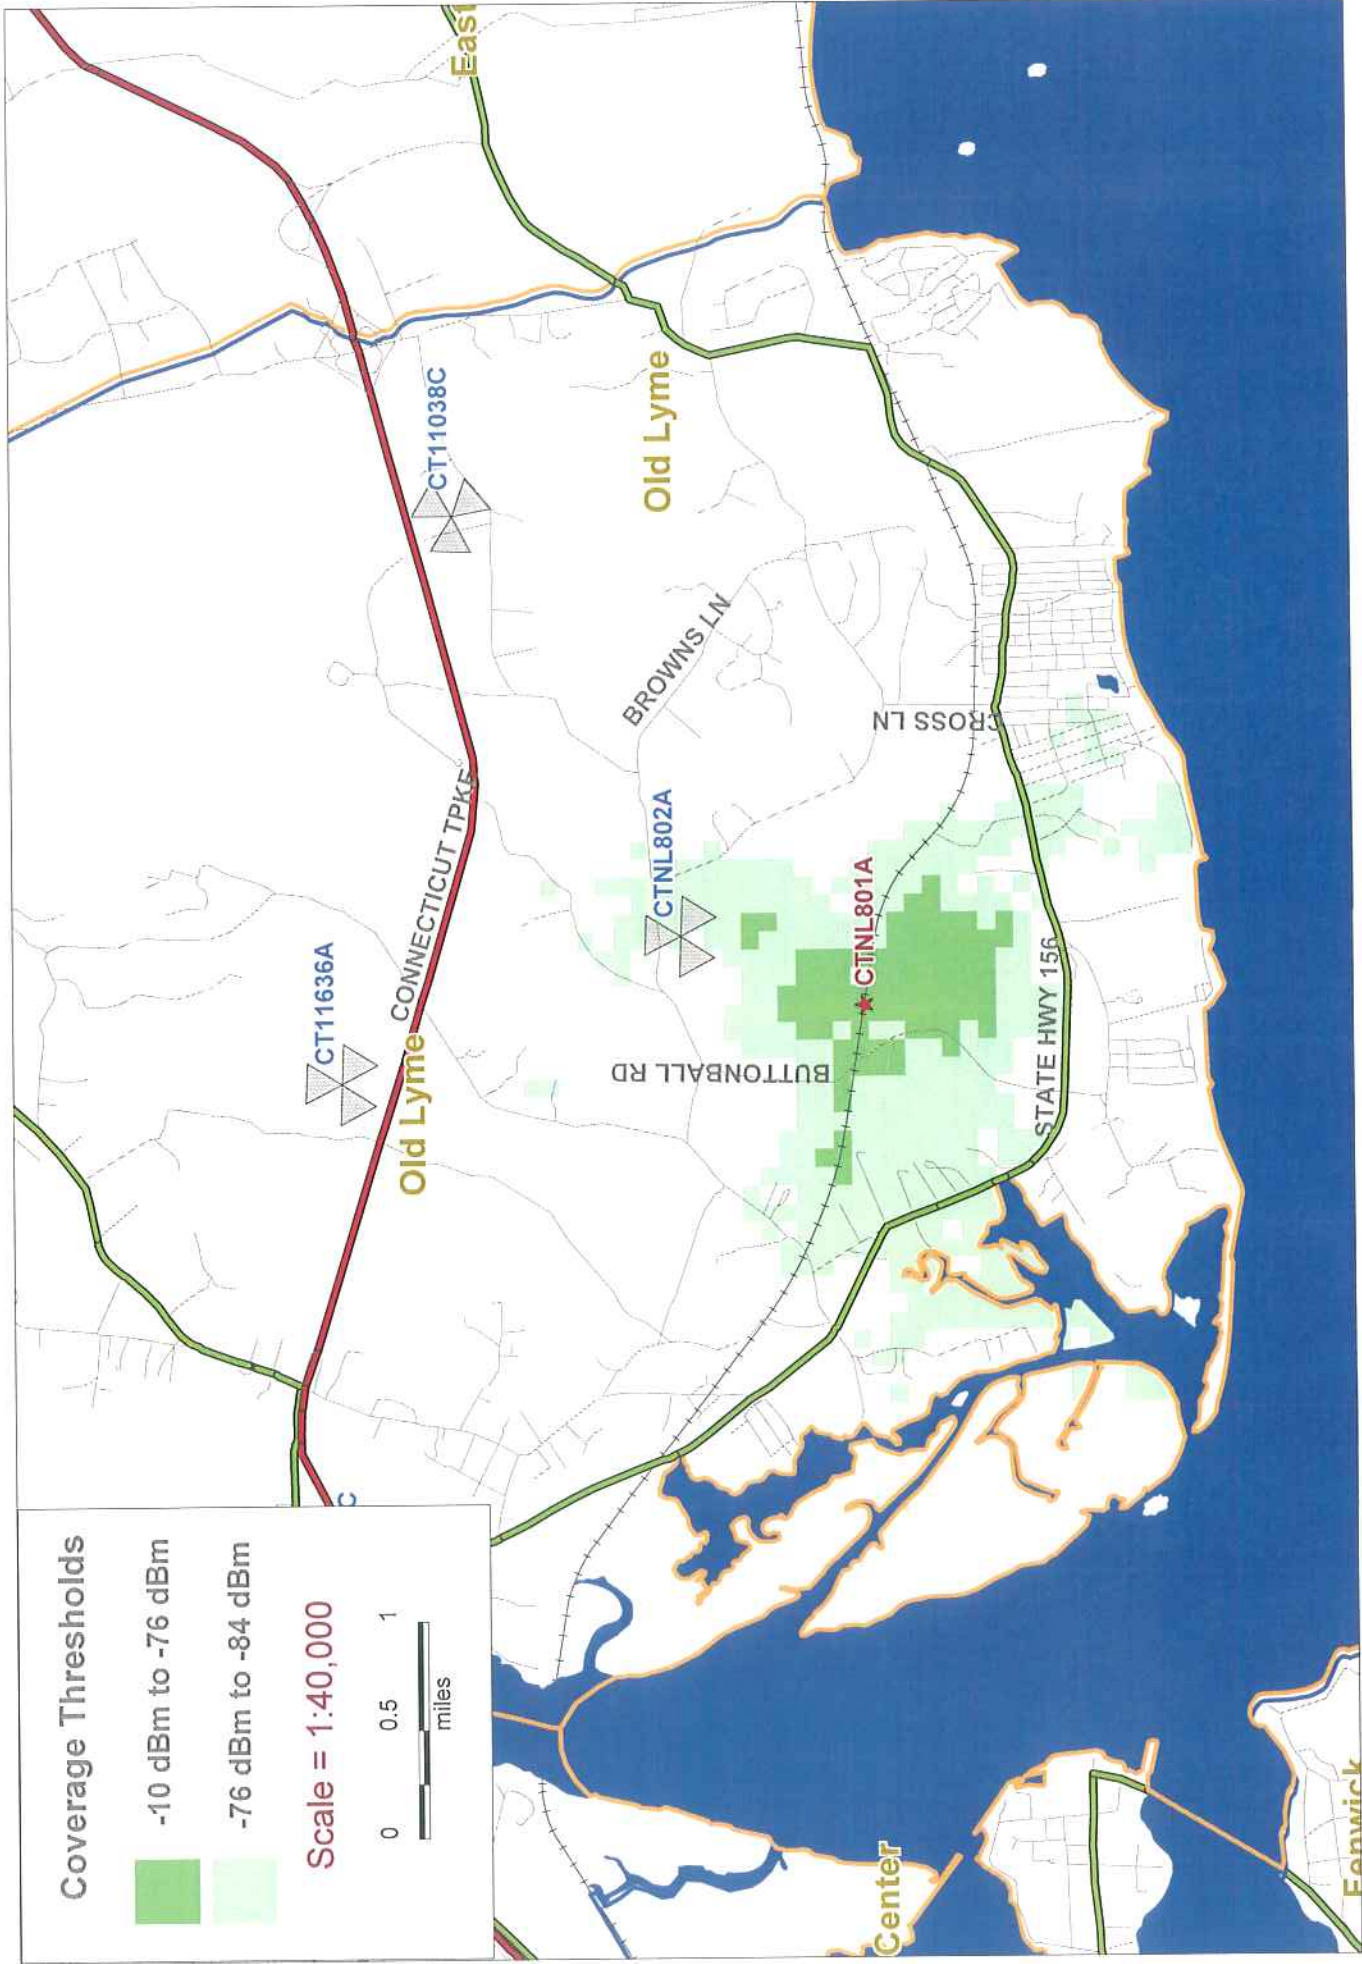 Coverage Thresholds
-10 dBm to -76 dBm
-76 dBm to -84 dBm
Scale = 1:40,000
0 0.5 1
miles
C
CT11636A
CONNECTICUT TPKE
Old Lyme
CT11038C
East
CTNL802A
BROWNS LN
Old Lyme
BUTTONBALL RD
CTNL801A
CROSS LN
STATE HWY 156
Center
Fenwick